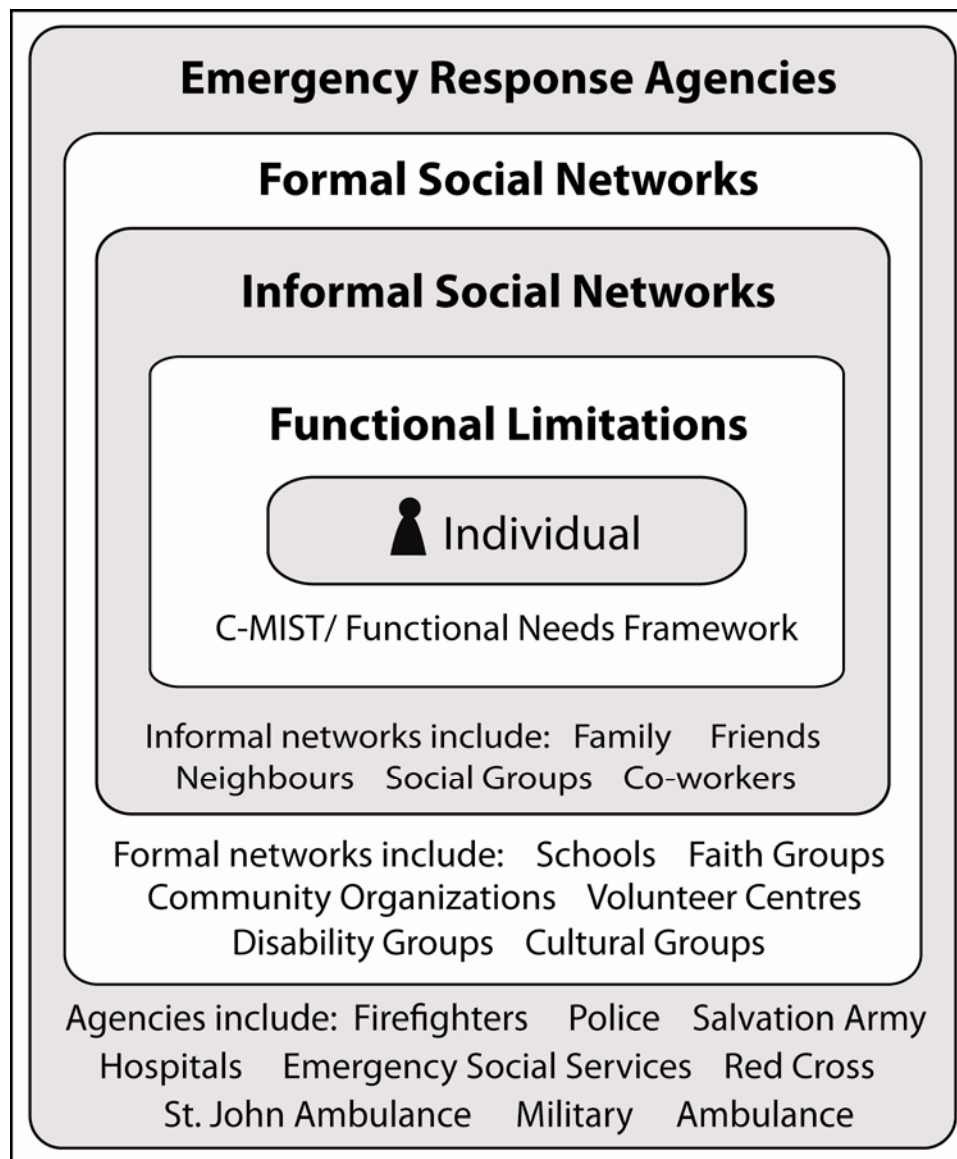 Emergency Response Agencies
Formal Social Networks
Informal Social Networks
Functional Limitations
Individual
C-MIST/ Functional Needs Framework
Informal networks include: Family Friends
Neighbours Social Groups Co-workers
Formal networks include: Schools Faith Groups
Community Organizations Volunteer Centres
Disability Groups Cultural Groups
Agencies include: Firefighters Police Salvation Army
Hospitals Emergency Social Services Red Cross
St. John Ambulance Military Ambulance